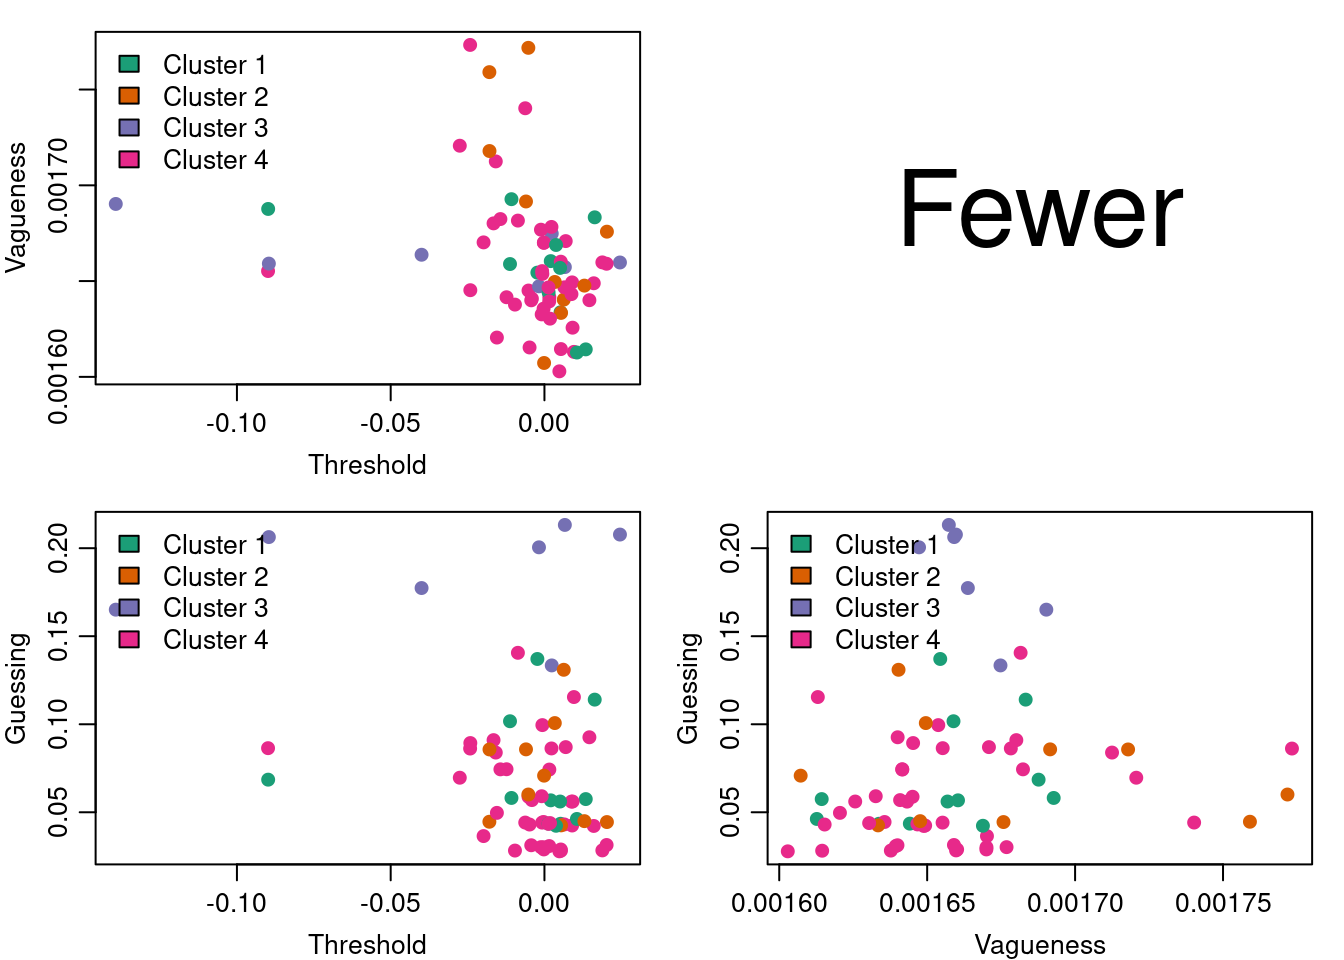 Cluster 1
Cluster 2
Cluster 3
Cluster 4
Vagueness
0.00160
0.00170
-0.10
-0.05
0.00
Threshold
Fewer
Cluster 1
Cluster 2
Cluster 3
Cluster 4
Guessing
0.05
0.10
0.15
0.20
-0.10
-0.05
0.00
Threshold
Cluster 1
Cluster 2
Cluster 3
Cluster 4
Guessing
0.05
0.10
0.15
0.20
0.00160
0.00165
0.00170
0.00175
Vagueness